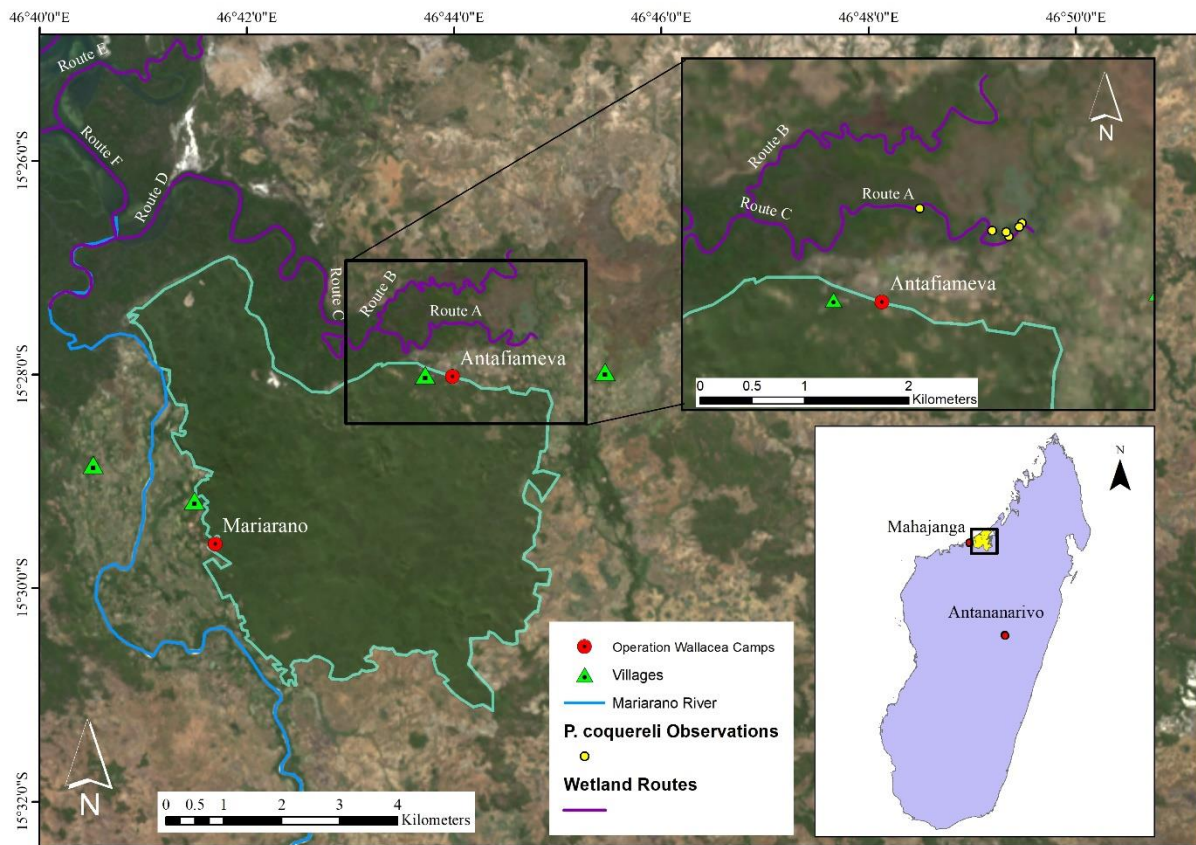 46°40'0"E
46°42'0"E
46°44'0"E
46°46'0"E
46°48'0"E
46°50'0"E
15°26'0"S
15°28'0"S
15°30'0"S
15°32'0"S
Route F
Route D
Route C
Route B
Route A
Antafiameva
Mariarano
N
0 0.5 1 2 3 4
Kilometers
Route B
Route C
Route A
Antafiameva
N
0 1 2
Kilometers
Operation Wallacea Camps
Villages
Mariarano River
P. coquereli Observations
Wetland Routes
N
Mahajanga
Antananarivo